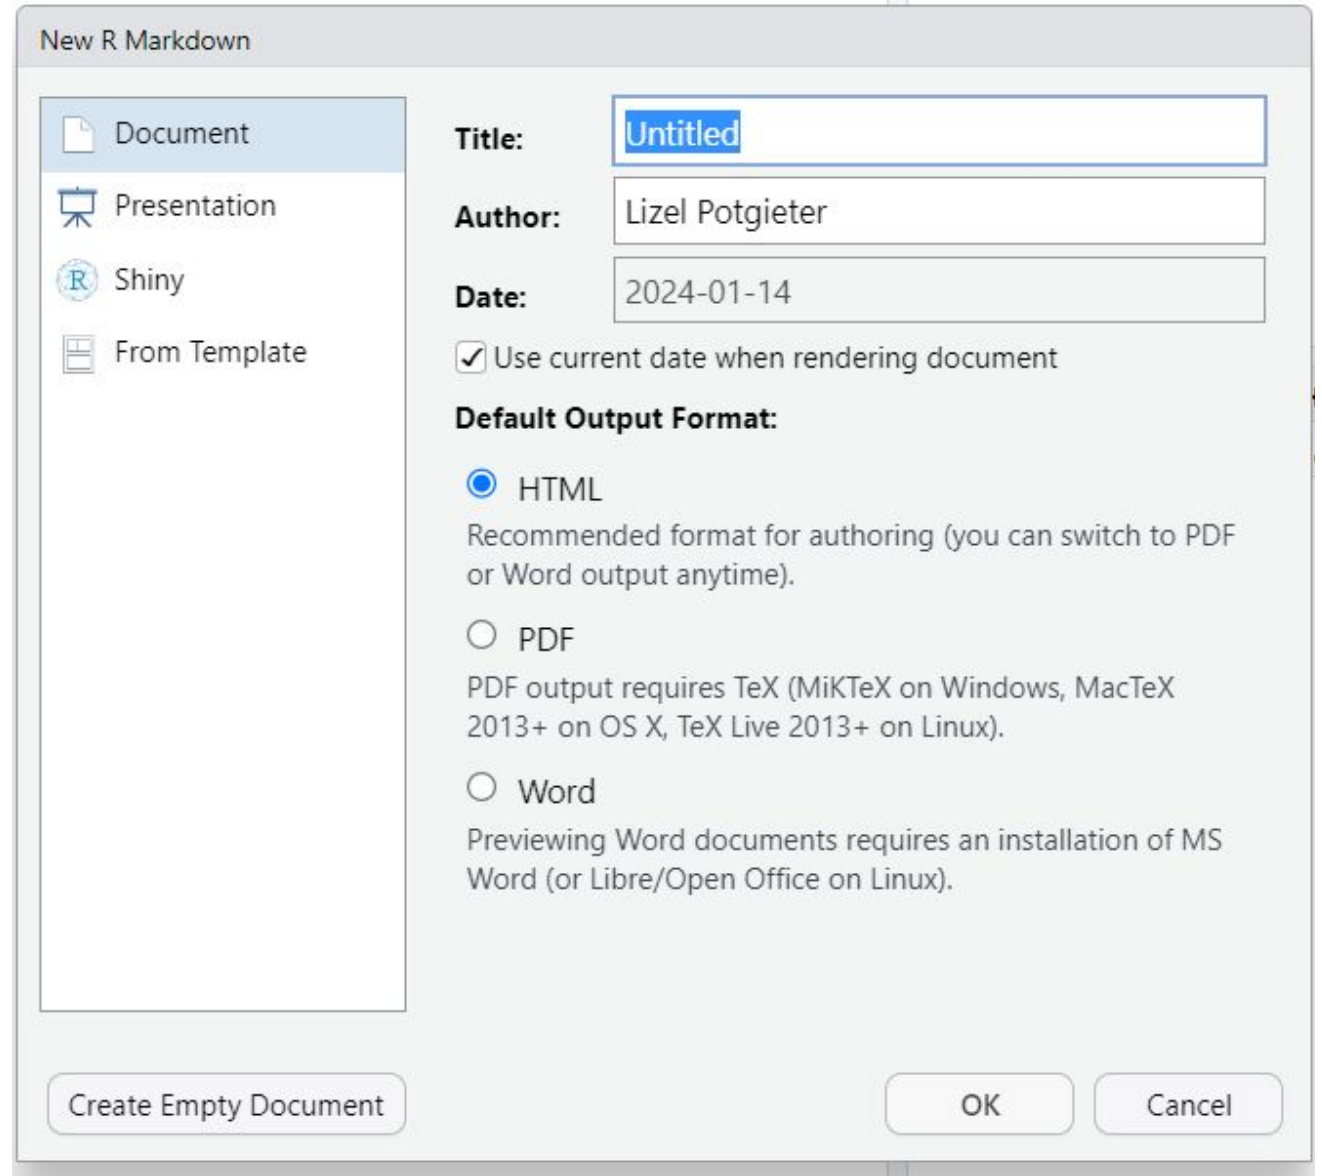 New R Markdown
Document
Presentation
Shiny
From Template
Title: Untitled
Author: Lizel Potgieter
Date: 2024-01-14
Use current date when rendering document
Default Output Format:
HTML
Recommended format for authoring (you can switch to PDF
or Word output anytime).
PDF
PDF output requires TeX (MiKTeX on Windows, MacTeX
2013+ on OS X, TeX Live 2013+ on Linux).
Word
Previewing Word documents requires an installation of MS
Word (or Libre/Open Office on Linux).
Create Empty Document
OK
Cancel